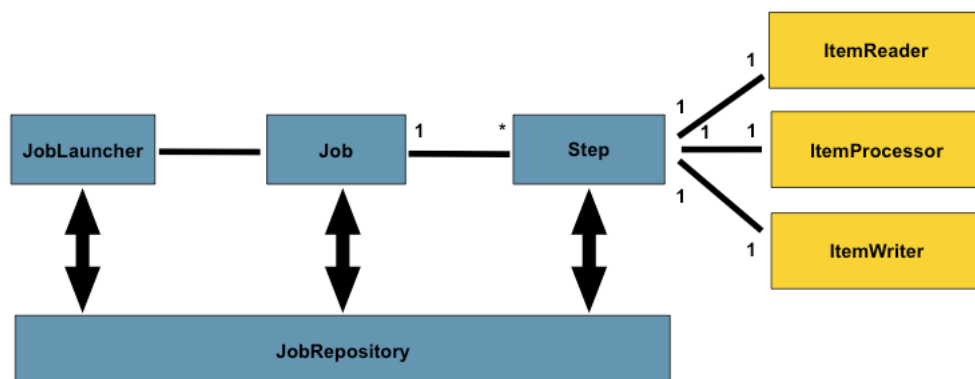 ItemReader
1
1
JobLauncher
Job
1
*
Step
1
1
ItemProcessor
1
1
ItemWriter
JobRepository